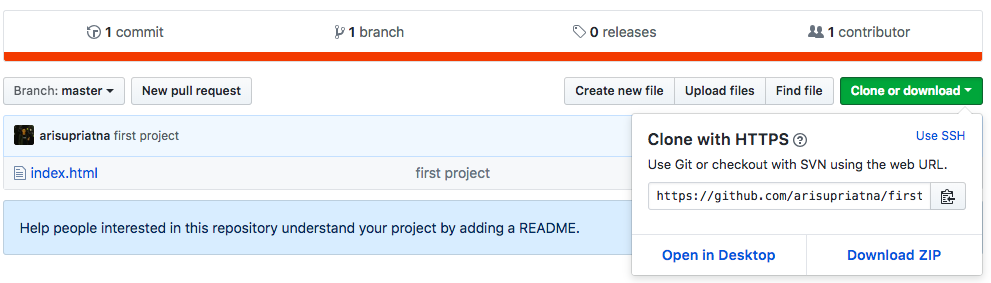 1 commit 1 branch 0 releases 1 contributor
Branch: master New pull request Create new file Upload files Find file Clone or download
arisupriatna first project
index.html first project
Help people interested in this repository understand your project by adding a README.
Clone with HTTPS ? Use SSH
Use Git or checkout with SVN using the web URL.
https://github.com/arisupriatna/first
Open in Desktop Download ZIP